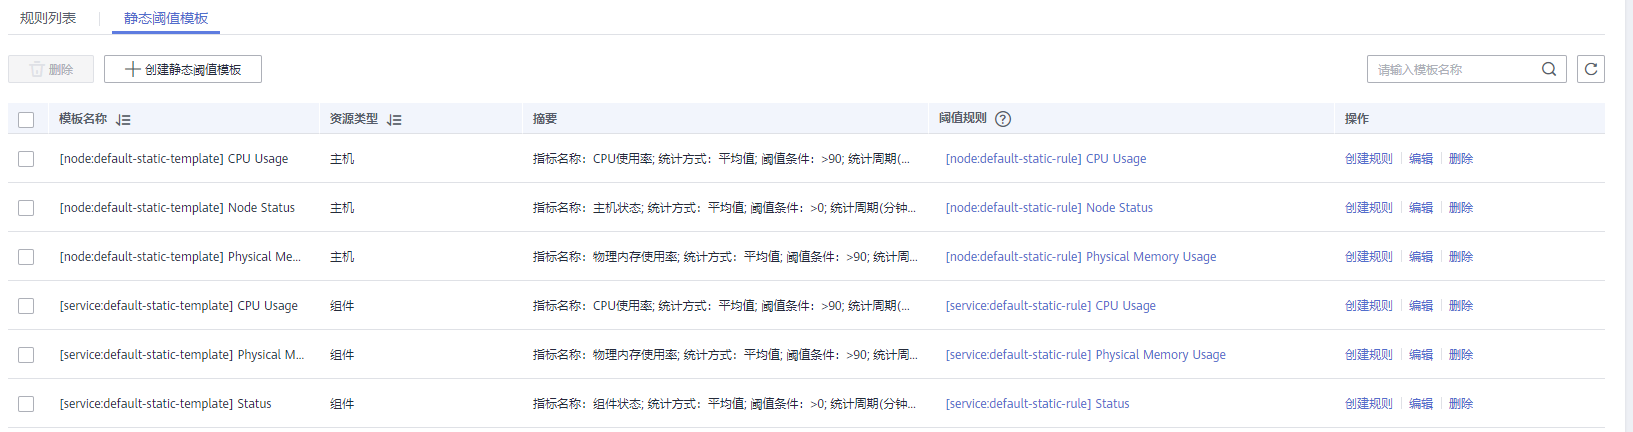 规则列表 静态阈值模板
删除 创建静态阈值模板 请输入模板名称
模板名称 资源类型 摘要 阈值规则 操作
[node:default-static-template] CPU Usage 主机 指标名称：CPU使用率; 统计方式：平均值; 阈值条件：>90; 统计周期(... [node:default-static-rule] CPU Usage 创建规则 编辑 删除
[node:default-static-template] Node Status 主机 指标名称：主机状态; 统计方式：平均值; 阈值条件：>0; 统计周期(分钟... [node:default-static-rule] Node Status 创建规则 编辑 删除
[node:default-static-template] Physical Me... 主机 指标名称：物理内存使用率; 统计方式：平均值; 阈值条件：>90; 统计周... [node:default-static-rule] Physical Memory Usage 创建规则 编辑 删除
[service:default-static-template] CPU Usage 组件 指标名称：CPU使用率; 统计方式：平均值; 阈值条件：>90; 统计周期(... [service:default-static-rule] CPU Usage 创建规则 编辑 删除
[service:default-static-template] Physical M... 组件 指标名称：物理内存使用率; 统计方式：平均值; 阈值条件：>90; 统计周... [service:default-static-rule] Physical Memory Usage 创建规则 编辑 删除
[service:default-static-template] Status 组件 指标名称：组件状态; 统计方式：平均值; 阈值条件：>0; 统计周期(分钟... [service:default-static-rule] Status 创建规则 编辑 删除